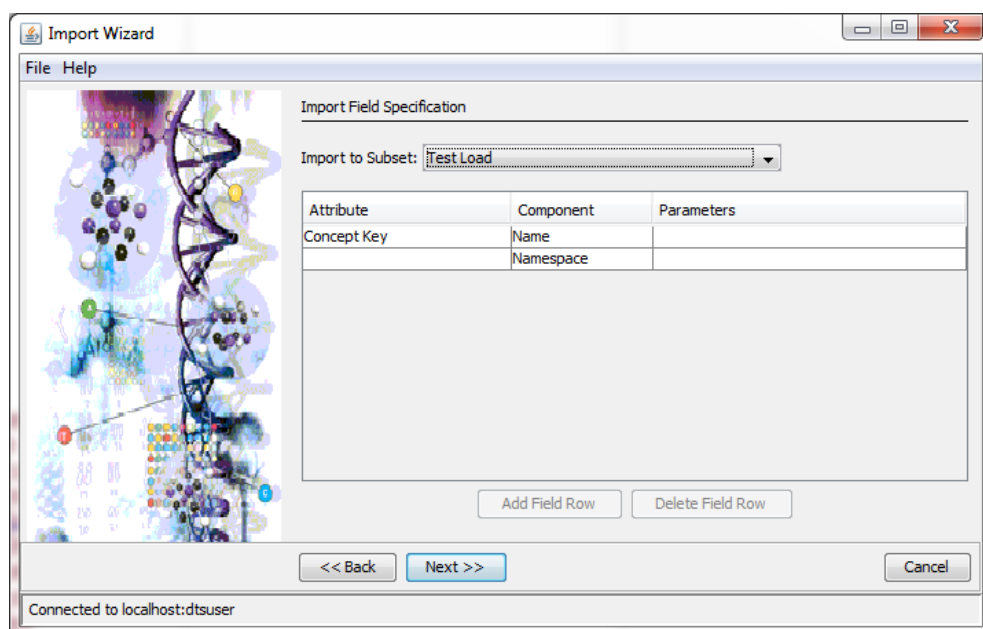 Import Wizard
File Help
Import Field Specification
Import to Subset: Test Load
Attribute Component Parameters
Concept Key Name
Namespace
Add Field Row Delete Field Row
<< Back Next >> Cancel
Connected to localhost:dtsuser